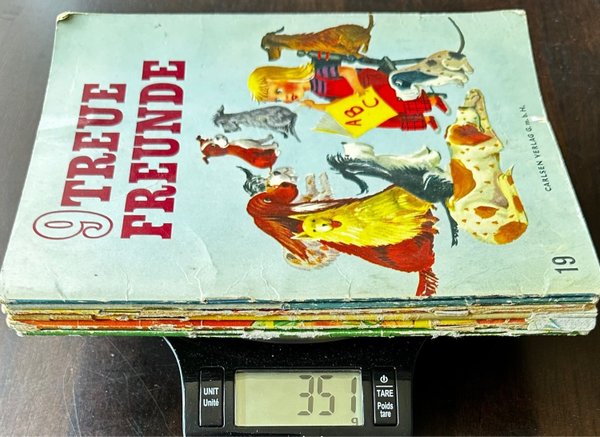 9 TREUE
FREUNDE
ABC
CARLSEN VERLAG G.m.b.H.
19
UNIT
Unité
351
g
TARE
Poids
tare